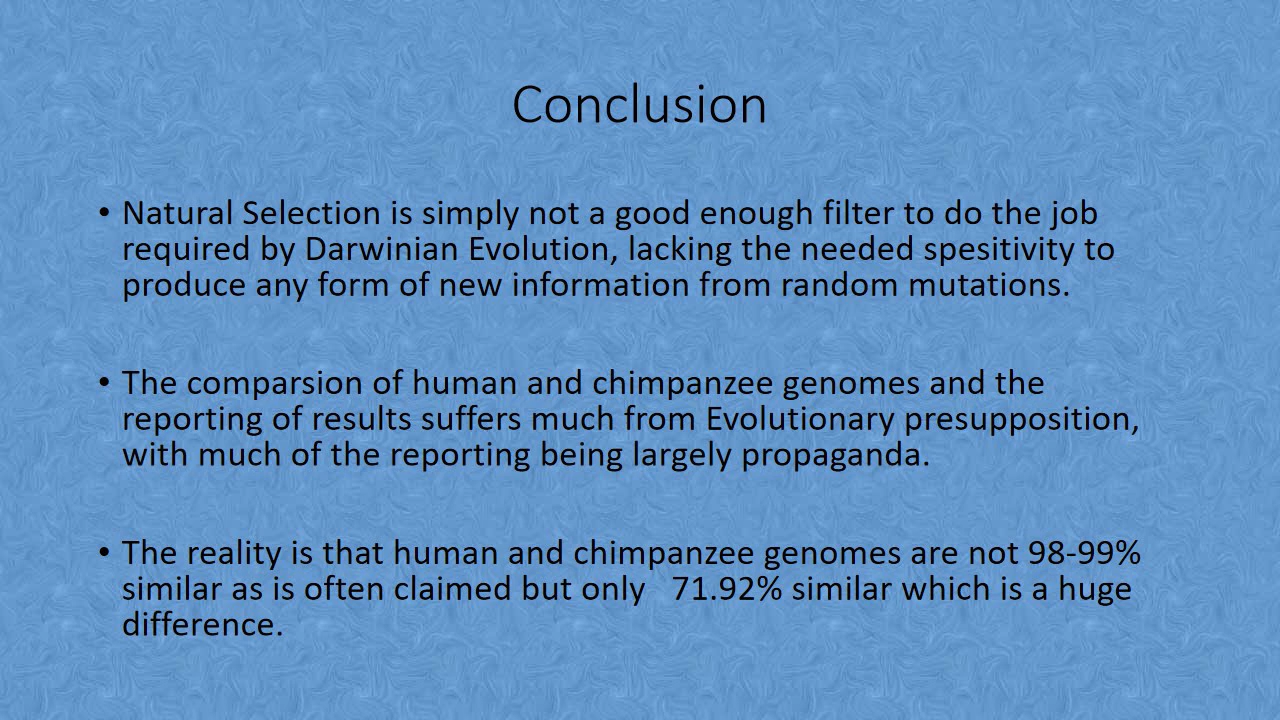 Conclusion
• Natural Selection is simply not a good enough filter to do the job
required by Darwinian Evolution, lacking the needed spesitivity to
produce any form of new information from random mutations.
• The comparsion of human and chimpanzee genomes and the
reporting of results suffers much from Evolutionary presupposition,
with much of the reporting being largely propaganda.
• The reality is that human and chimpanzee genomes are not 98-99%
similar as is often claimed but only   71.92% similar which is a huge
difference.